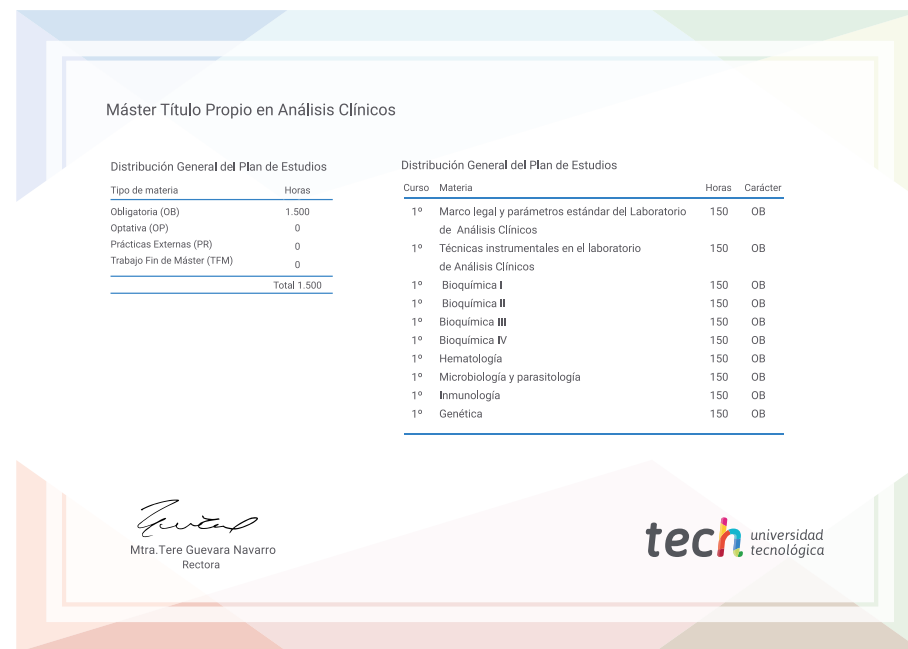 Máster Título Propio en Análisis Clínicos
Distribución General del Plan de Estudios
Tipo de materia Horas
Obligatoria (OB) 1.500
Optativa (OP) 0
Prácticas Externas (PR) 0
Trabajo Fin de Máster (TFM) 0
Total 1.500
Distribución General del Plan de Estudios
Curso Materia Horas Carácter
1º Marco legal y parámetros estándar del Laboratorio 150 OB
de Análisis Clínicos
1º Técnicas instrumentales en el laboratorio 150 OB
de Análisis Clínicos
1º Bioquímica I 150 OB
1º Bioquímica II 150 OB
1º Bioquímica III 150 OB
1º Bioquímica IV 150 OB
1º Hematología 150 OB
1º Microbiología y parasitología 150 OB
1º Inmunología 150 OB
1º Genética 150 OB
Mtra.Tere Guevara Navarro
Rectora
tech universidad
tecnológica